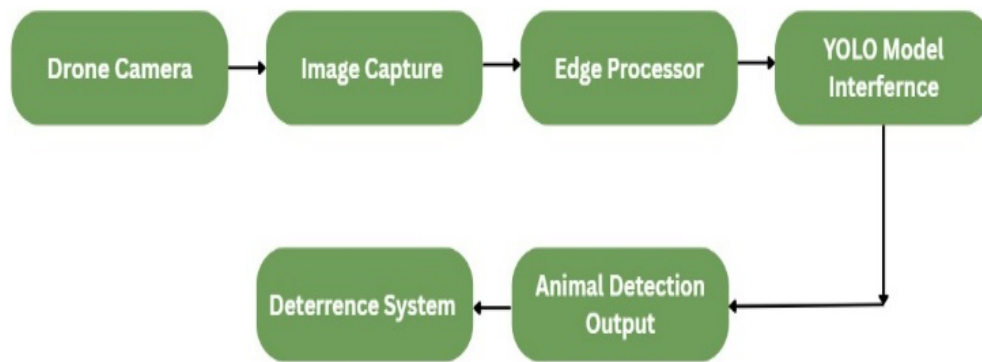 Drone Camera
Image Capture
Edge Processor
YOLO Model
Interfernce
Deterrence System
Animal Detection
Output